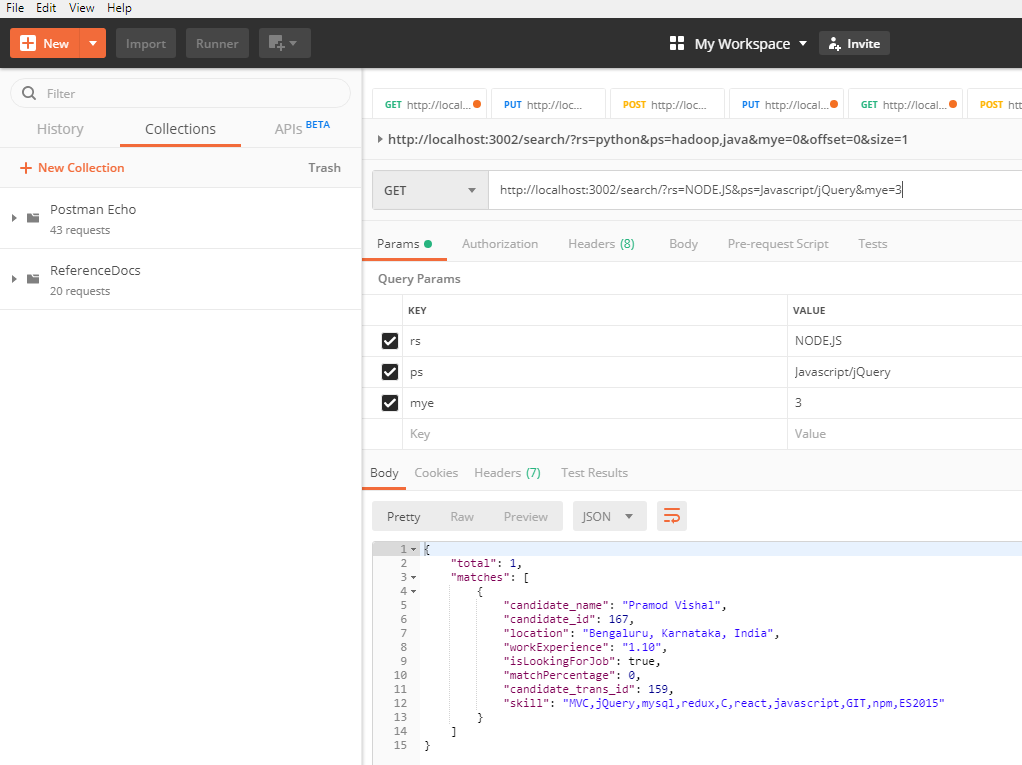 File Edit View Help
New Import Runner My Workspace Invite
Filter
History Collections APIs BETA
New Collection Trash
Postman Echo
43 requests
ReferenceDocs
20 requests
GET http://local... PUT http://loc... POST http://loc... PUT http://local... GET http://local... POST htt
http://localhost:3002/search/?rs=python&ps=hadoop,java&mye=0&offset=0&size=1
GET http://localhost:3002/search/?rs=NODE.JS&ps=Javascript/jQuery&mye=3
Params Authorization Headers (8) Body Pre-request Script Tests
Query Params
KEY VALUE
rs NODE.JS
ps Javascript/jQuery
mye 3
Key Value
Body Cookies Headers (7) Test Results
Pretty Raw Preview JSON
1 {
2 "total": 1,
3 "matches": [
4 {
5 "candidate_name": "Pramod Vishal",
6 "candidate_id": 167,
7 "location": "Bengaluru, Karnataka, India",
8 "workExperience": "1.10",
9 "isLookingForJob": true,
10 "matchPercentage": 0,
11 "candidate_trans_id": 159,
12 "skill": "MVC,jQuery,mysql,redux,C,react,javascript,GIT,npm,ES2015"
13 }
14 ]
15 }